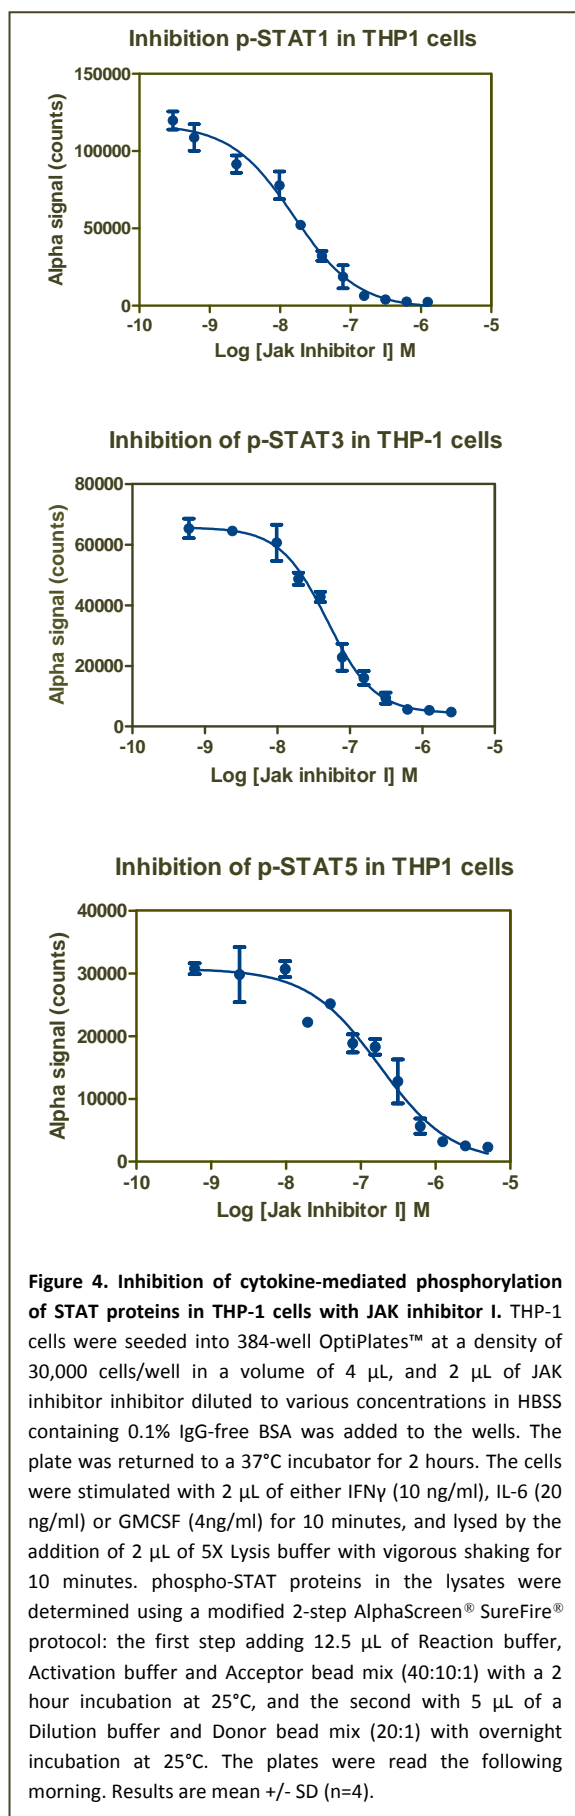 Inhibition p-STAT1 in THP1 cells
150000
100000
50000
0
Alpha signal (counts)
-10 -9 -8 -7 -6 -5
Log [Jak Inhibitor I] M
Inhibition of p-STAT3 in THP-1 cells
80000
60000
40000
20000
0
Alpha signal (counts)
-10 -9 -8 -7 -6 -5
Log [Jak inhibitor I] M
Inhibition of p-STAT5 in THP1 cells
40000
30000
20000
10000
0
Alpha signal (counts)
-10 -9 -8 -7 -6 -5
Log [Jak Inhibitor I] M
Figure 4. Inhibition of cytokine-mediated phosphorylation
of STAT proteins in THP-1 cells with JAK inhibitor I. THP-1
cells were seeded into 384-well OptiPlates™ at a density of
30,000 cells/well in a volume of 4 µL, and 2 µL of JAK
inhibitor inhibitor diluted to various concentrations in HBSS
containing 0.1% IgG-free BSA was added to the wells. The
plate was returned to a 37°C incubator for 2 hours. The cells
were stimulated with 2 µL of either IFNγ (10 ng/ml), IL-6 (20
ng/ml) or GMCSF (4ng/ml) for 10 minutes, and lysed by the
addition of 2 µL of 5X Lysis buffer with vigorous shaking for
10 minutes. phospho-STAT proteins in the lysates were
determined using a modified 2-step AlphaScreen® SureFire®
protocol: the first step adding 12.5 µL of Reaction buffer,
Activation buffer and Acceptor bead mix (40:10:1) with a 2
hour incubation at 25°C, and the second with 5 µL of a
Dilution buffer and Donor bead mix (20:1) with overnight
incubation at 25°C. The plates were read the following
morning. Results are mean +/- SD (n=4).